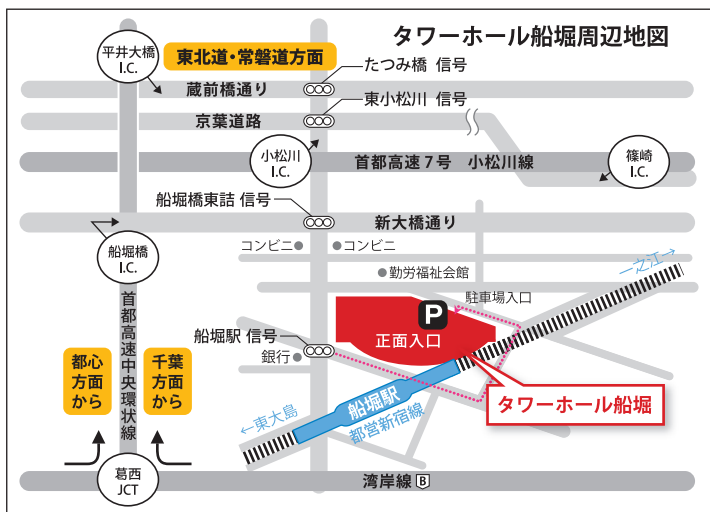 タワーホール船堀周辺地図
平井大橋
I.C.
東北道・常磐道方面
たつみ橋 信号
蔵前橋通り
東小松川 信号
京葉道路
小松川
I.C.
首都高速7号 小松川線
篠崎
I.C.
船堀橋東詰 信号
新大橋通り
コンビニ
コンビニ
船堀橋
I.C.
勤労福祉会館
一之江→
駐車場入口
P
正面入口
首都高速中央環状線
船堀駅 信号
銀行
都心
方面
から
千葉
方面
から
船堀駅
都営新宿線
タワーホール船堀
←東大島
葛西
JCT
湾岸線 B